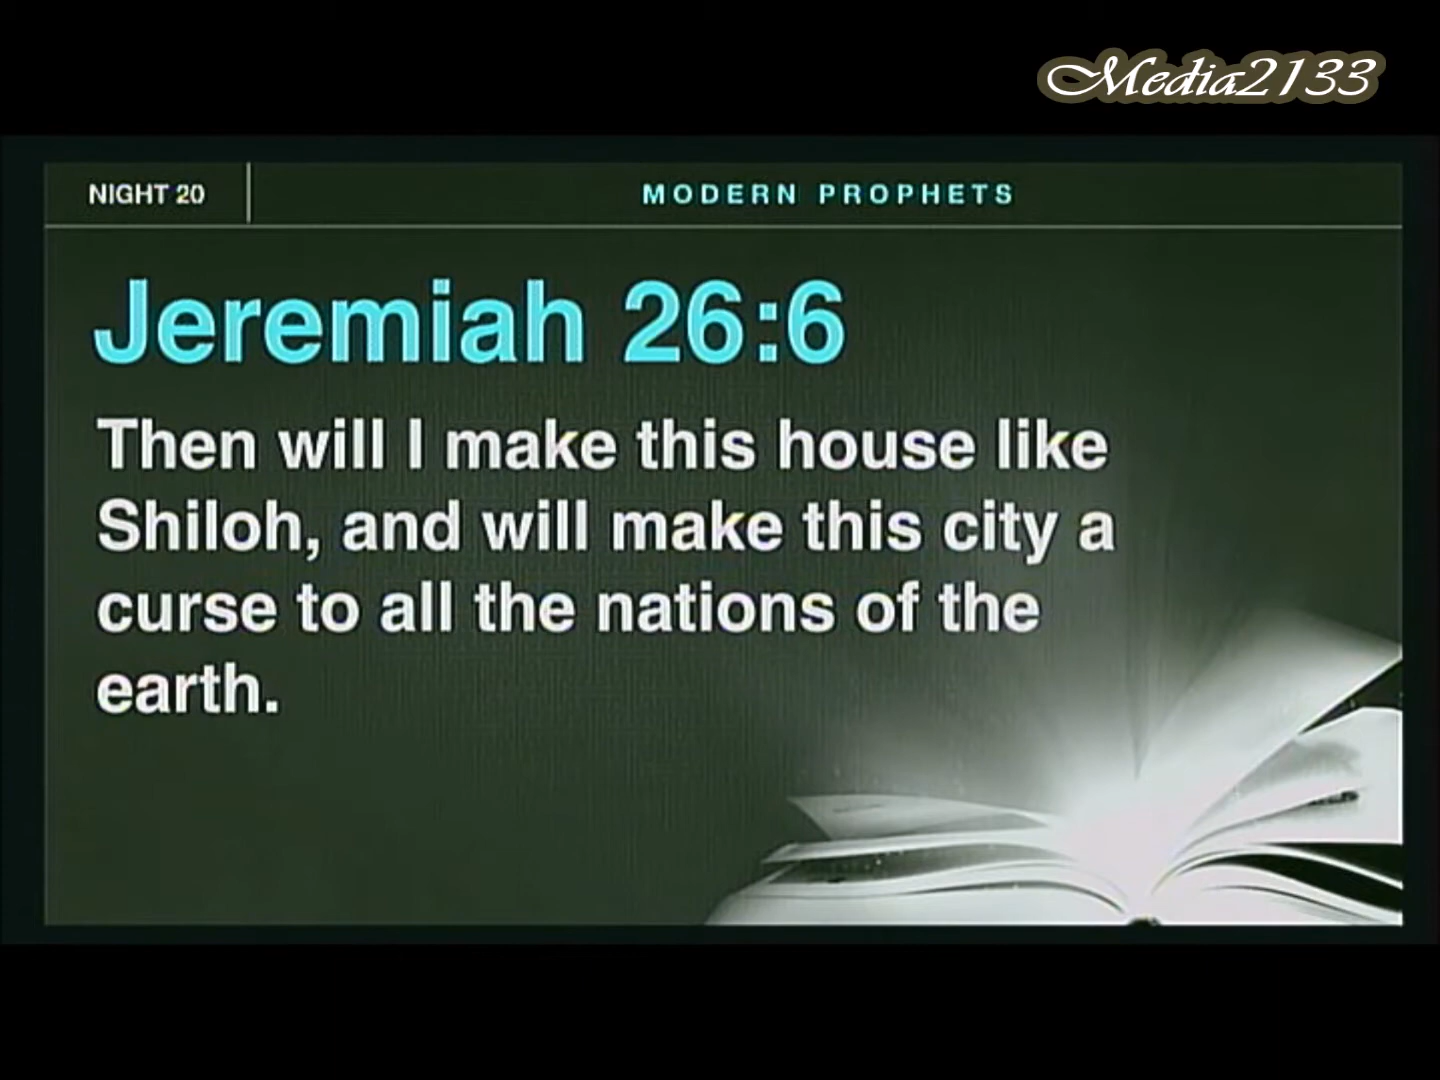 Media2133
NIGHT 20
MODERN PROPHETS
Jeremiah 26:6
Then will I make this house like
Shiloh, and will make this city a
curse to all the nations of the
earth.